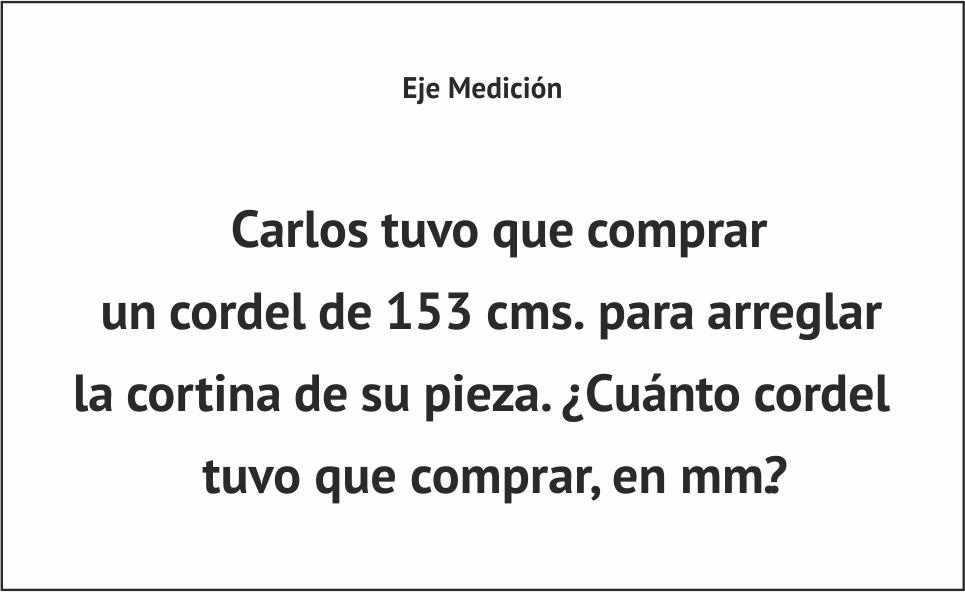 Eje Medición
Carlos tuvo que comprar
un cordel de 153 cms. para arreglar
la cortina de su pieza. ¿Cuánto cordel
tuvo que comprar, en mm.?